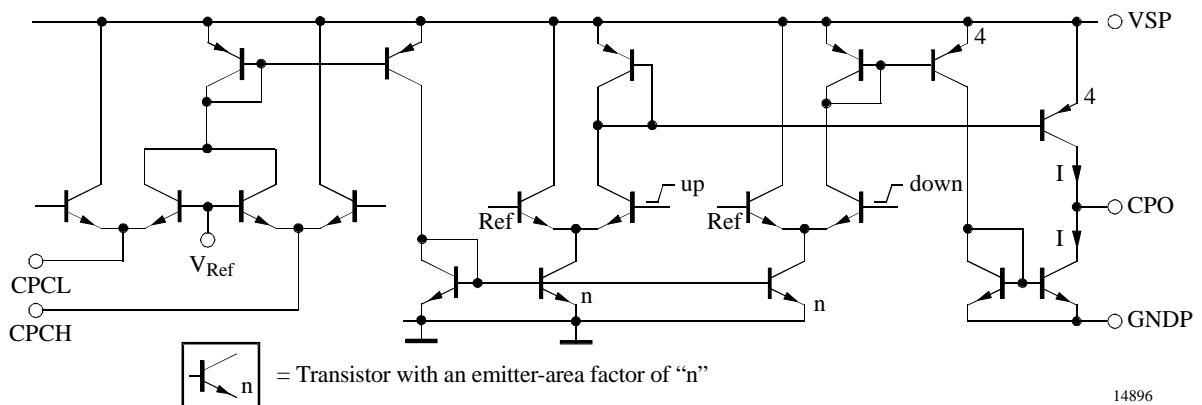 VSP
4
4
up
down
I
Ref
Ref
CPO
VRef
I
CPCL
n
n
CPCH
GNDP
n
= Transistor with an emitter-area factor of “n”
14896